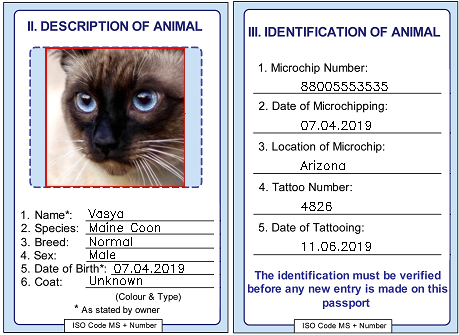 II. DESCRIPTION OF ANIMAL
1. Name*: Vasya
2. Species: Maine Coon
3. Breed: Normal
4. Sex: Male
5. Date of Birth*: 07.04.2019
6. Coat: Unknown
(Colour & Type)
* As stated by owner
ISO Code MS + Number
III. IDENTIFICATION OF ANIMAL
1. Microchip Number:
88005553535
2. Date of Microchipping:
07.04.2019
3. Location of Microchip:
Arizona
4. Tattoo Number:
4826
5. Date of Tattooing:
11.06.2019
The identification must be verified
before any new entry is made on this
passport
ISO Code MS + Number